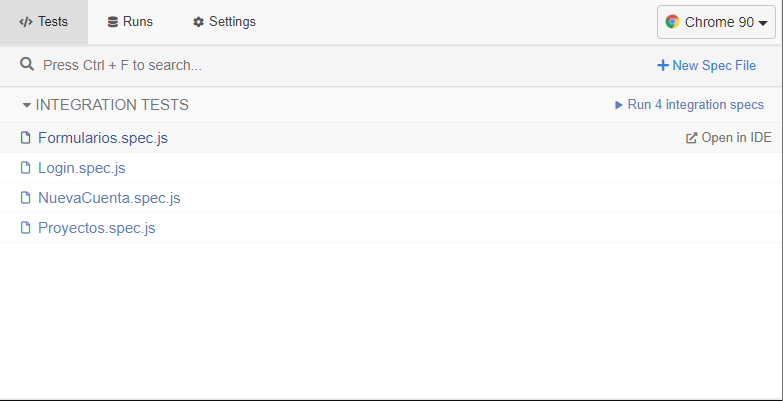 Tests Runs Settings Chrome 90
Press Ctrl + F to search... New Spec File
INTEGRATION TESTS Run 4 integration specs
Formularios.spec.js Open in IDE
Login.spec.js
NuevaCuenta.spec.js
Proyectos.spec.js